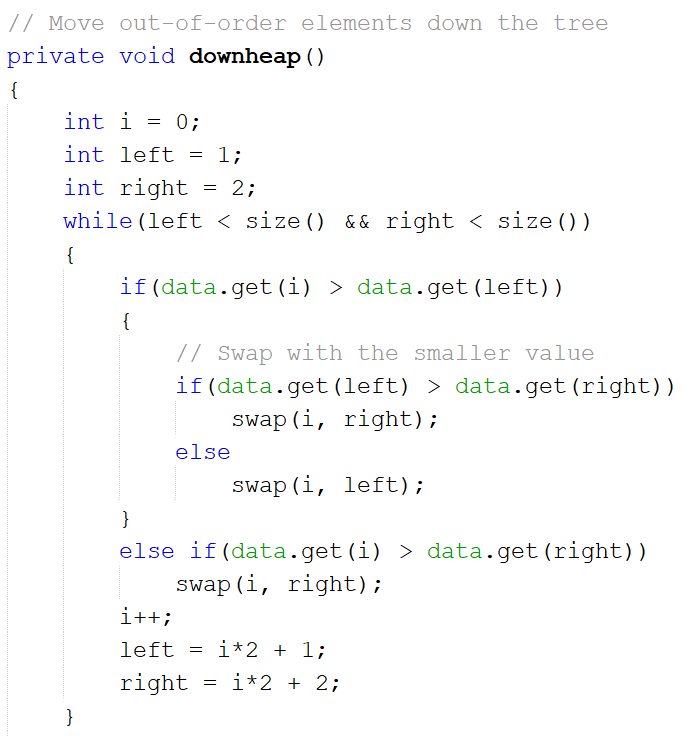 // Move out-of-order elements down the tree
private void downheap()
{
    int i = 0;
    int left = 1;
    int right = 2;
    while(left < size() && right < size())
    {
        if(data.get(i) > data.get(left))
        {
            // Swap with the smaller value
            if(data.get(left) > data.get(right))
                swap(i, right);
            else
                swap(i, left);
        }
        else if(data.get(i) > data.get(right))
            swap(i, right);
        i++;
        left = i*2 + 1;
        right = i*2 + 2;
    }